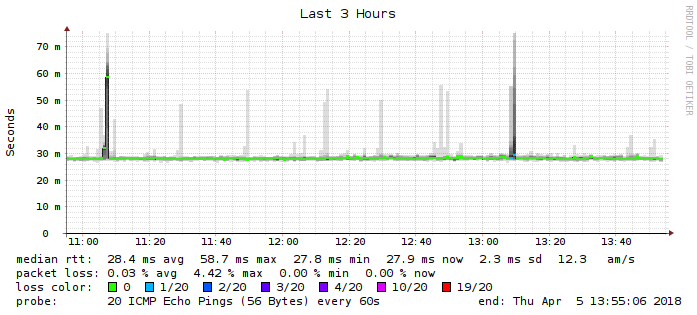 Last 3 Hours
RRDTOOL / TOBI OETIKER
Seconds
70 m
60 m
50 m
40 m
30 m
20 m
10 m
0
11:00 11:20 11:40 12:00 12:20 12:40 13:00 13:20 13:40
median rtt: 28.4 ms avg 58.7 ms max 27.8 ms min 27.9 ms now 2.3 ms sd 12.3 am/s
packet loss: 0.03 % avg 4.42 % max 0.00 % min 0.00 % now
loss color: 0 1/20 2/20 3/20 4/20 10/20 19/20
probe: 20 ICMP Echo Pings (56 Bytes) every 60s end: Thu Apr 5 13:55:06 2018